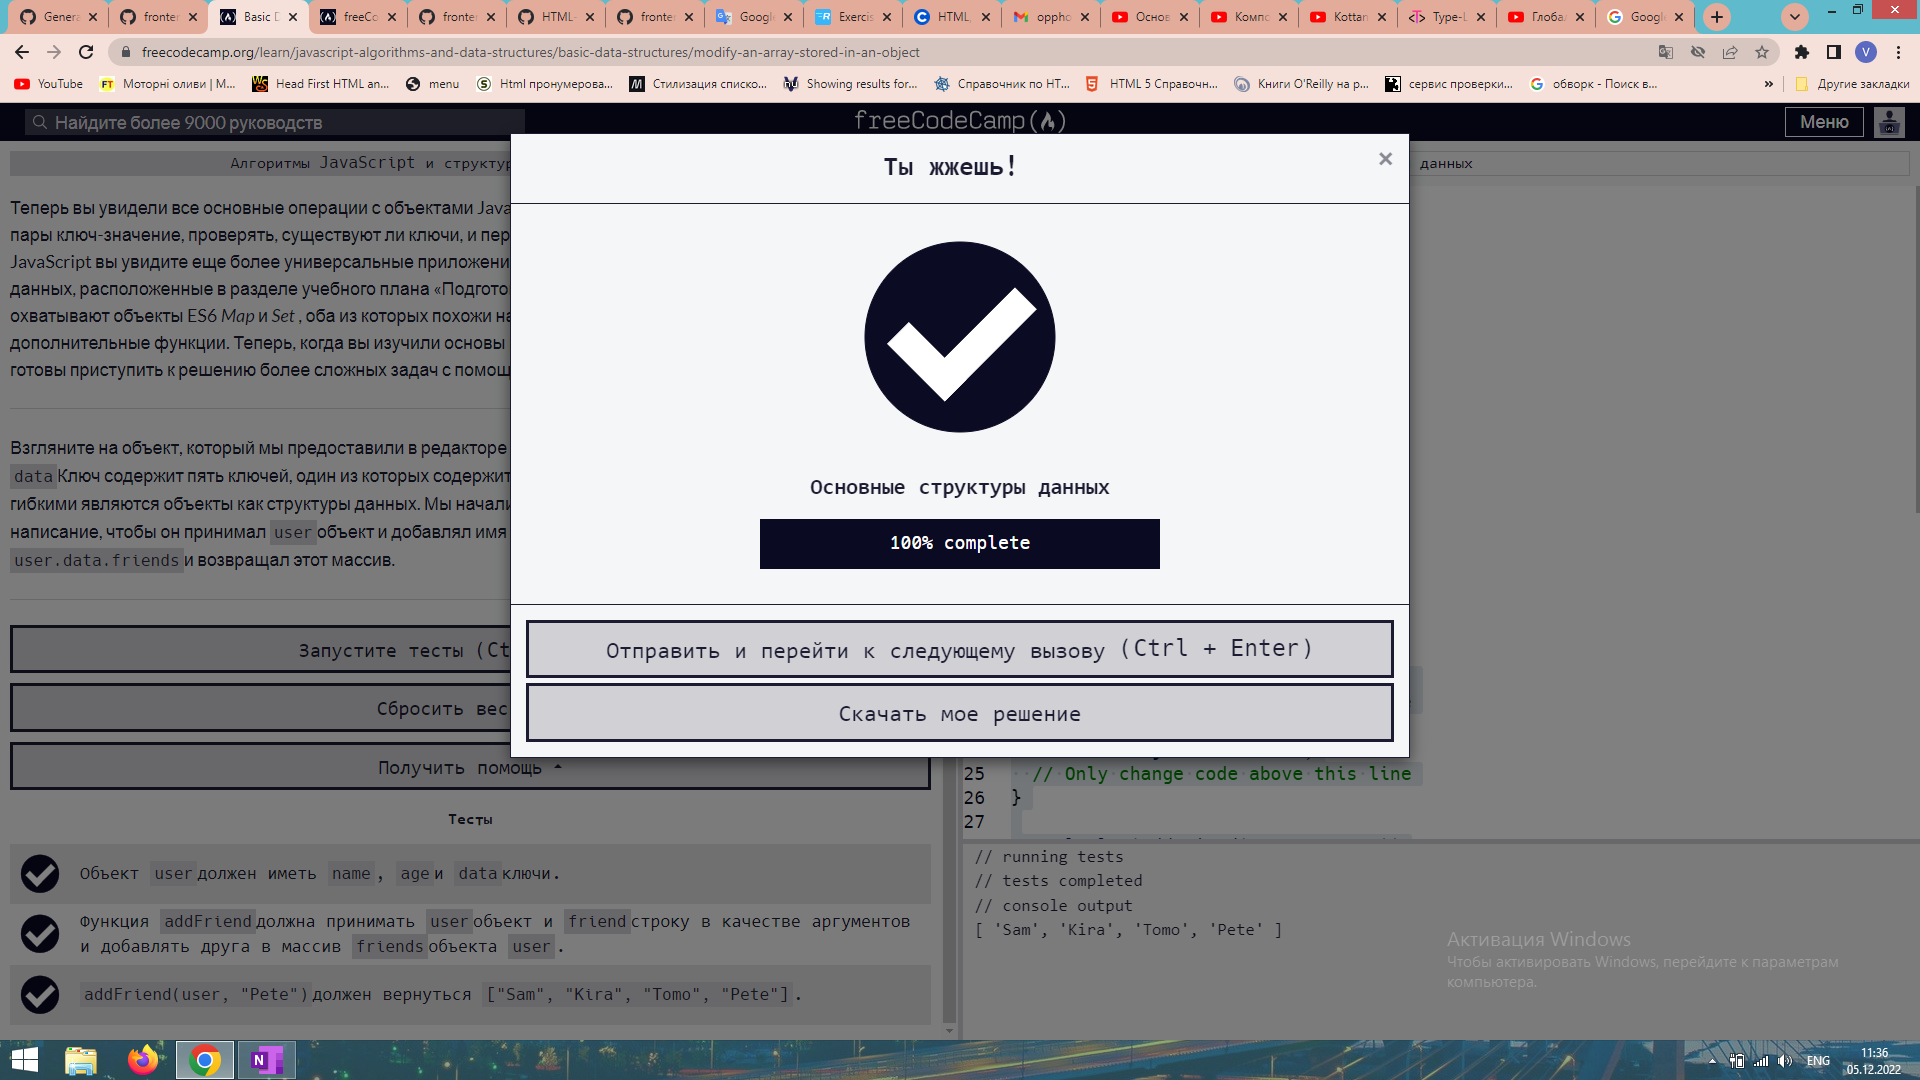 Genera
fronter
Basic D
freeCo
fronter
HTML-
fronter
Google
Exercis
HTML,
oppho
Основ
Компо
Kottan
Type-L
Глоба
Google
freecodecamp.org/learn/javascript-algorithms-and-data-structures/basic-data-structures/modify-an-array-stored-in-an-object
V
YouTube
Моторні оливи | М...
Head First HTML an...
menu
Html пронумерова...
Стилизация списко...
Showing results for...
Справочник по HT...
HTML 5 Справочн...
Книги O'Reilly на р...
сервис проверки...
обворк - Поиск в...
»
Другие закладки
Найдите более 9000 руководств
freeCodeCamp
Меню
Алгоритмы JavaScript и структур
данных
Теперь вы увидели все основные операции с объектами Java
пары ключ-значение, проверять, существуют ли ключи, и пер
JavaScript вы увидите еще более универсальные приложени
данных, расположенные в разделе учебного плана «Подгото
охватывают объекты ES6 Map и Set , оба из которых похожи на
дополнительные функции. Теперь, когда вы изучили основы
готовы приступить к решению более сложных задач с помощ
Взгляните на объект, который мы предоставили в редакторе
data Ключ содержит пять ключей, один из которых содержит
гибкими являются объекты как структуры данных. Мы начали
написание, чтобы он принимал user объект и добавлял имя
user.data.friends и возвращал этот массив.
Запустите тесты (Ct
Сбросить вес
Получить помощь
Тесты
Объект user должен иметь name , age и data ключи.
Функция addFriend должна принимать user объект и friend строку в качестве аргументов
и добавлять друга в массив friends объекта user .
addFriend(user, "Pete") должен вернуться ["Sam", "Kira", "Tomo", "Pete"] .
Ты жжешь!
×
Основные структуры данных
100% complete
Отправить и перейти к следующему вызову (Ctrl + Enter)
Скачать мое решение
25 // Only change code above this line
26 }
27
// running tests
// tests completed
// console output
[ 'Sam', 'Kira', 'Tomo', 'Pete' ]
Активация Windows
Чтобы активировать Windows, перейдите к параметрам
компьютера.
ENG
11:36
05.12.2022